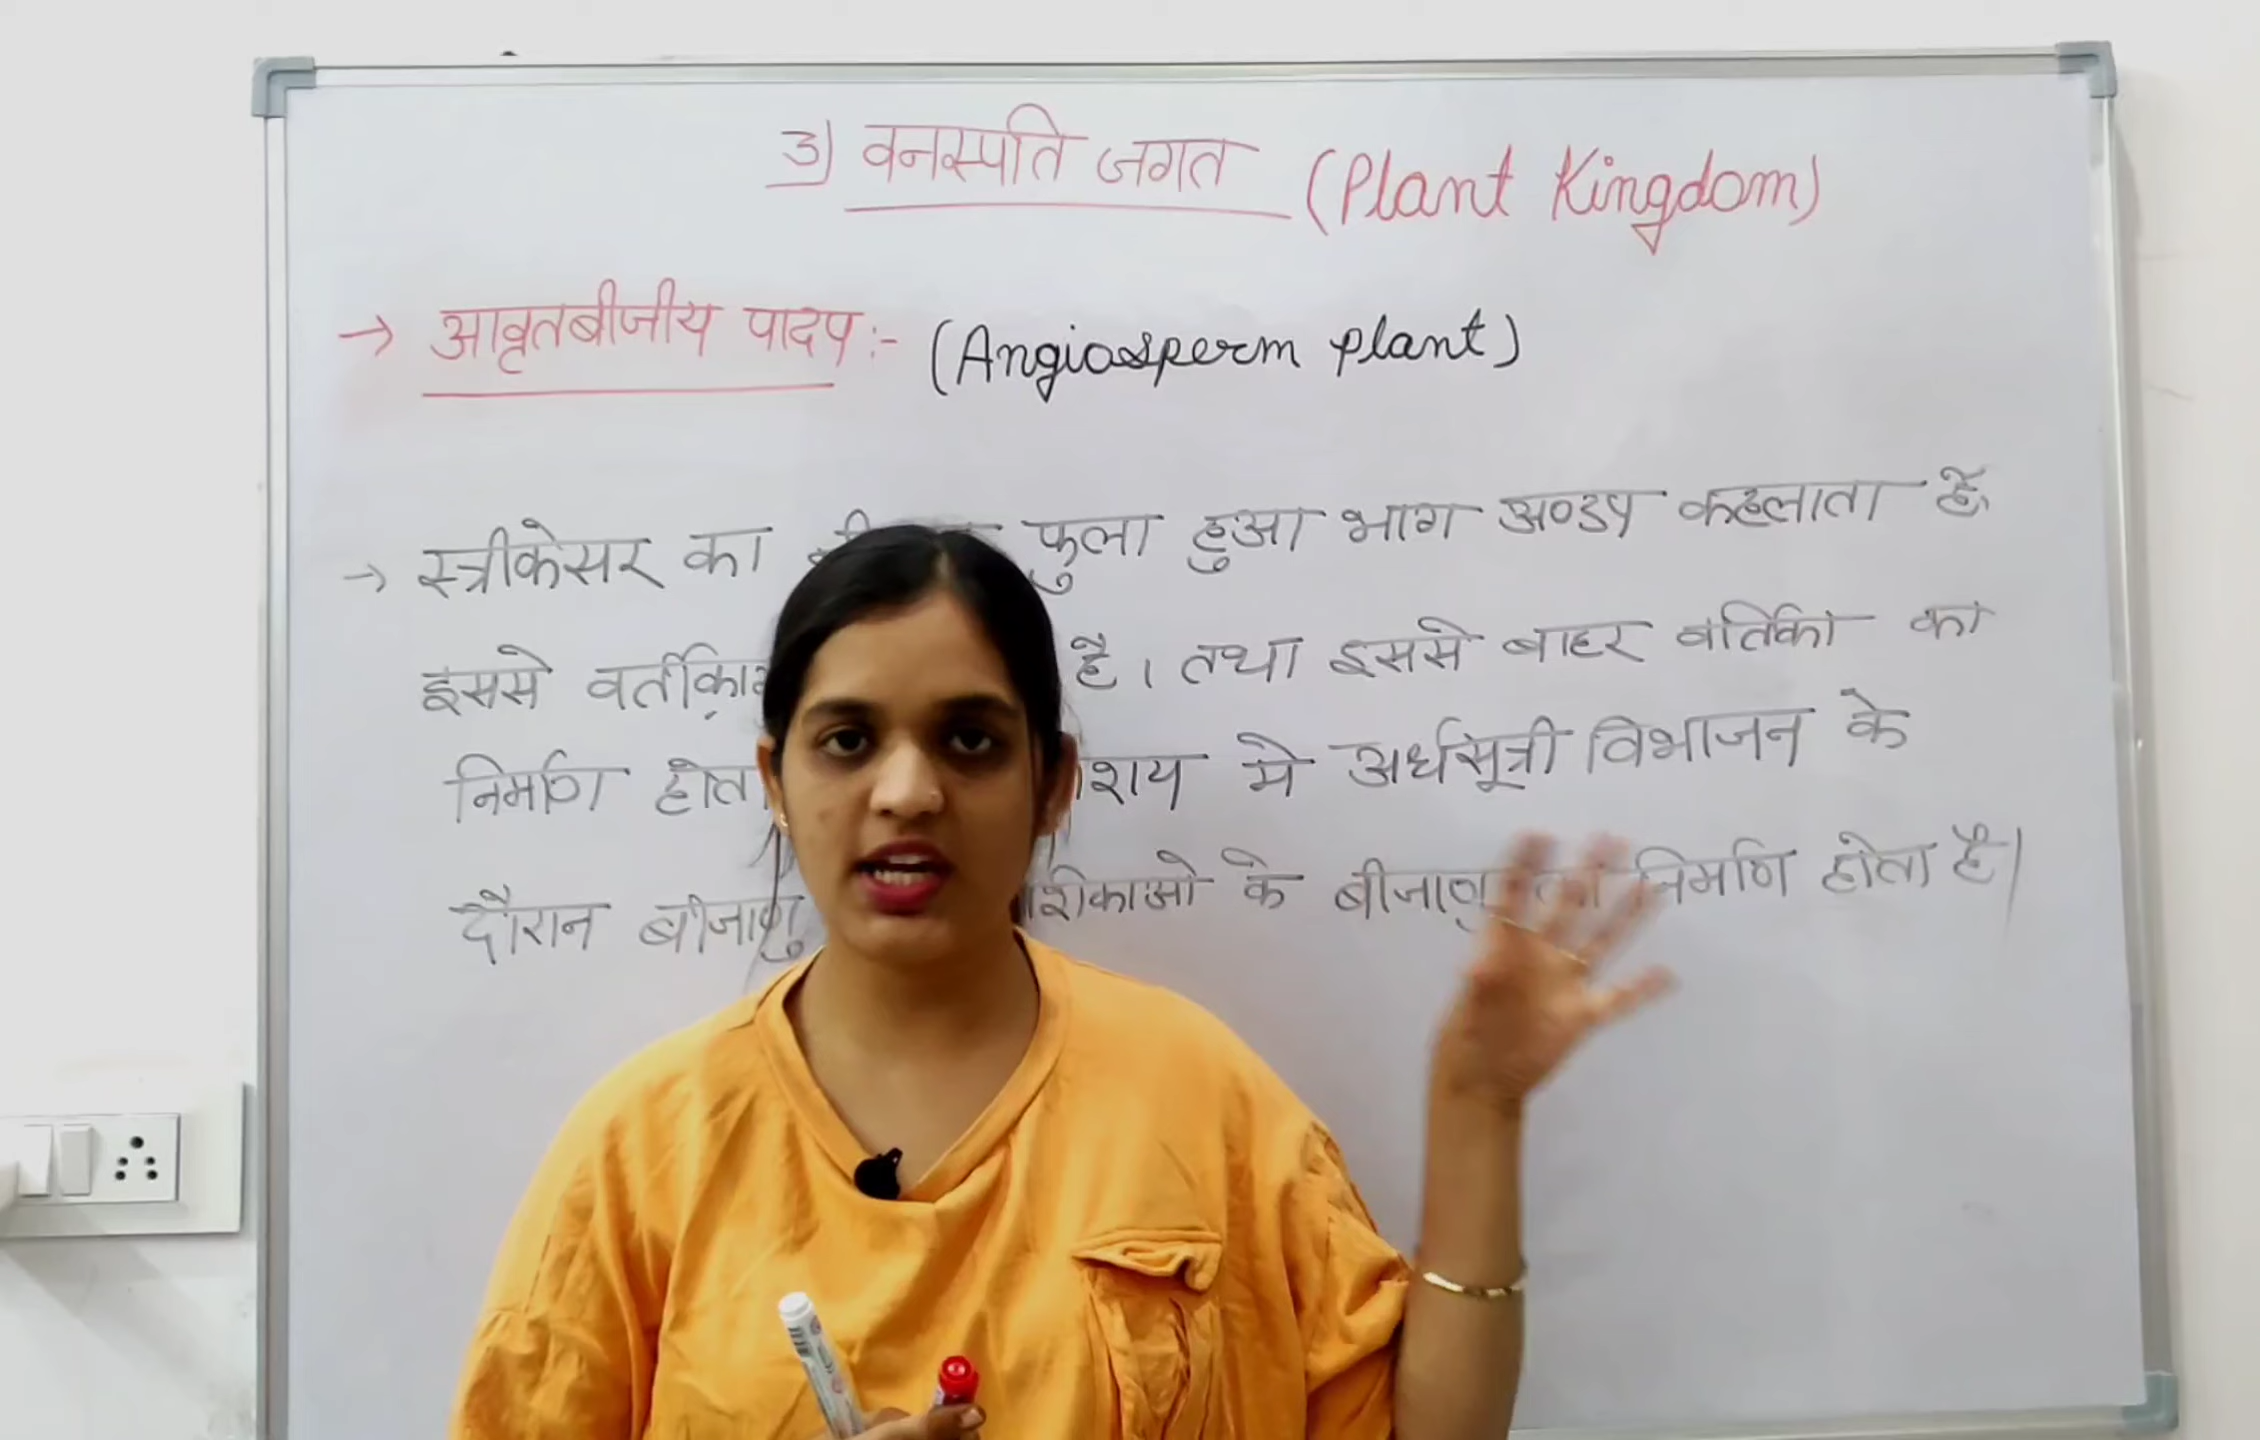 3) वनस्पति जगत (Plant Kingdom)
→ आवृतबीजीय पादप :- (Angiosperm plant)
→ स्त्रीकेसर का फुला हुआ भाग अण्डप कहलाता है,
इससे है। तथा इससे बाहर वर्तिका का
निर्माण होता में अर्धसूत्री विभाजन के
दौरान बीजाणु के बीजाणु का निर्माण होता है।